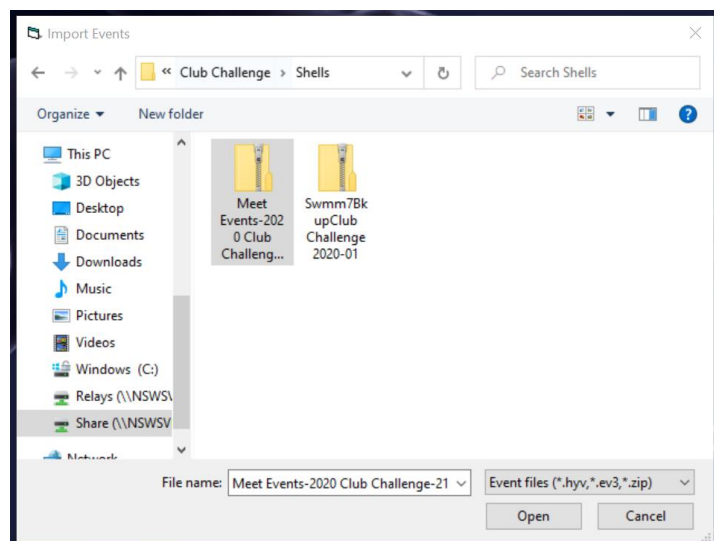 Import Events
« Club Challenge > Shells
Search Shells
Organize
New folder
?
This PC
3D Objects
Desktop
Documents
Downloads
Music
Pictures
Videos
Windows (C:)
Relays (\\NSWS
Share (\\NSWSV
Network
Meet
Events-202
0 Club
Challeng...
Swmm7Bk
upClub
Challenge
2020-01
File name:
Meet Events-2020 Club Challenge-21
Event files (*.hyv,*.ev3,*.zip)
Open
Cancel